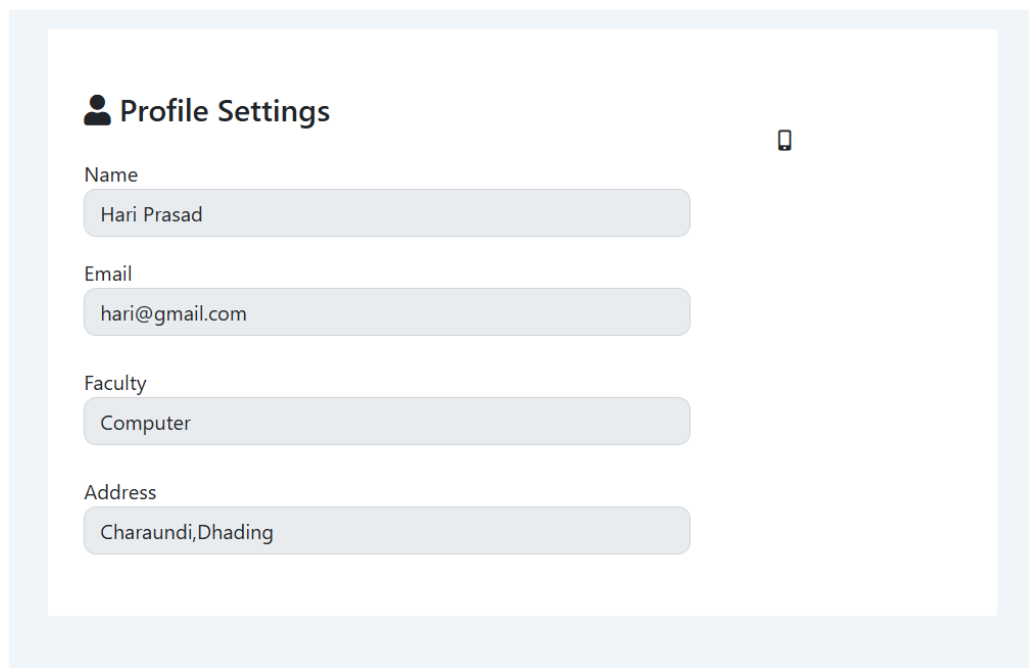 Profile Settings
Name
Hari Prasad
Email
hari@gmail.com
Faculty
Computer
Address
Charaundi,Dhading